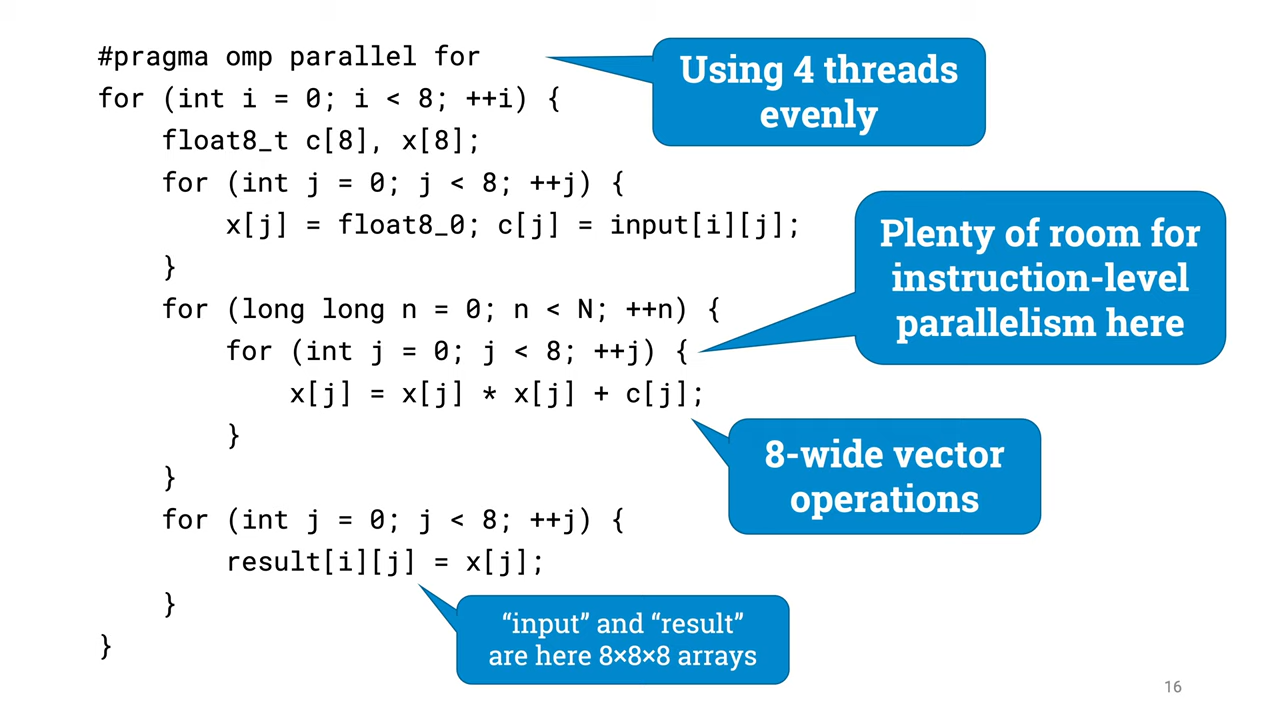 #pragma omp parallel for
for (int i = 0; i < 8; ++i) {
    float8_t c[8], x[8];
    for (int j = 0; j < 8; ++j) {
        x[j] = float8_0; c[j] = input[i][j];
    }
    for (long long n = 0; n < N; ++n) {
        for (int j = 0; j < 8; ++j) {
            x[j] = x[j] * x[j] + c[j];
        }
    }
    for (int j = 0; j < 8; ++j) {
        result[i][j] = x[j];
    }
}
Using 4 threads
evenly
Plenty of room for
instruction-level
parallelism here
8-wide vector
operations
“input” and “result”
are here 8×8×8 arrays
16